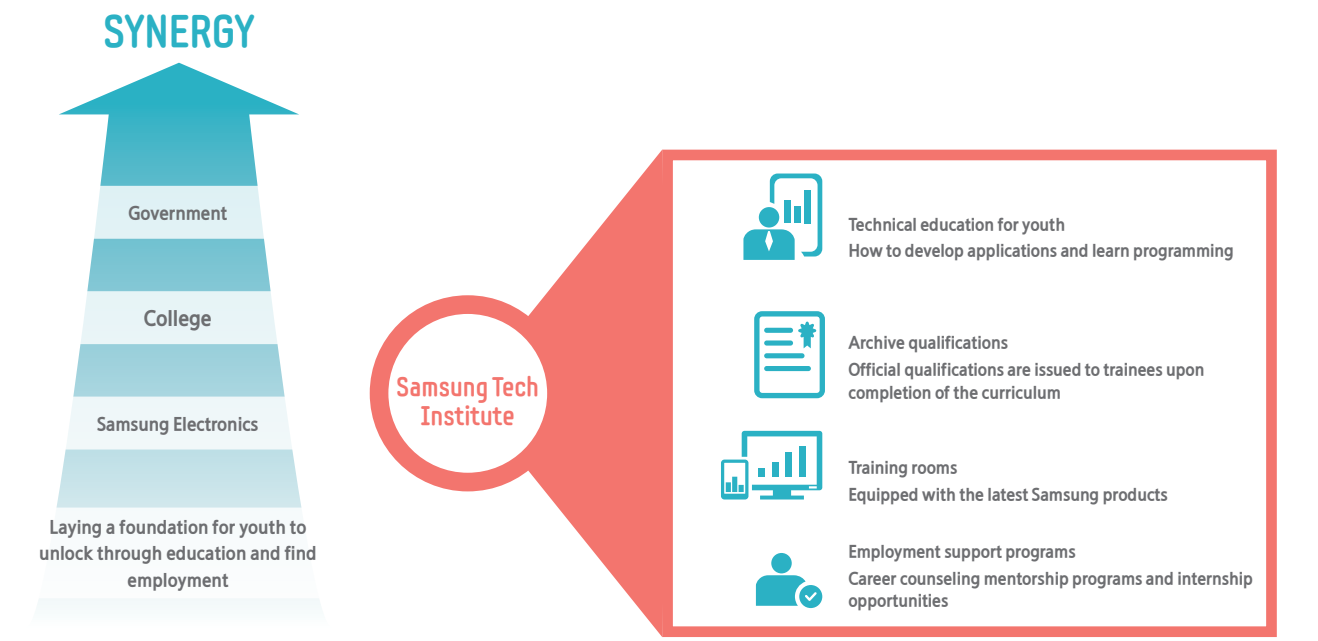 SYNERGY
Government
College
Samsung Electronics
Laying a foundation for youth to
unlock through education and find
employment
Samsung Tech
Institute
Technical education for youth
How to develop applications and learn programming
Archive qualifications
Official qualifications are issued to trainees upon
completion of the curriculum
Training rooms
Equipped with the latest Samsung products
Employment support programs
Career counseling mentorship programs and internship
opportunities